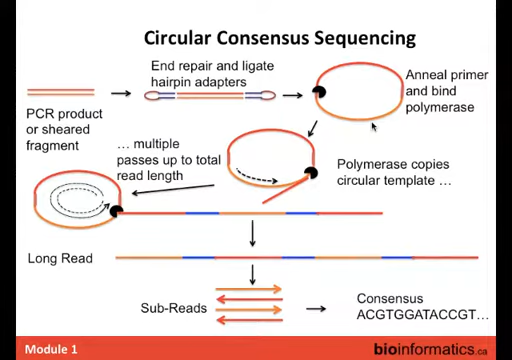 Circular Consensus Sequencing
End repair and ligate
hairpin adapters
Anneal primer
and bind
polymerase
PCR product
or sheared
fragment
... multiple
passes up to total
read length
Polymerase copies
circular template ...
Long Read
Sub-Reads
Consensus
ACGTGGATACCGT...
Module 1
bioinformatics.ca